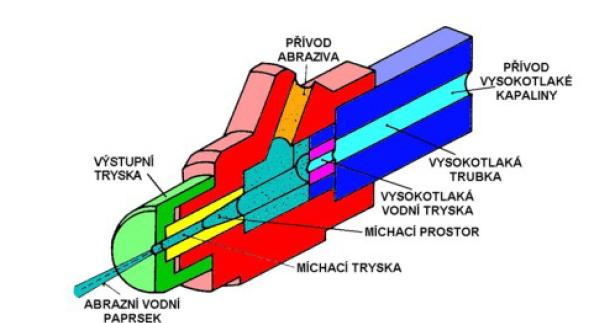 PŘÍVOD
ABRAZIVA
PŘÍVOD
VYSOKOTLAKÉ
KAPALINY
VÝSTUPNÍ
TRYSKA
VYSOKOTLAKÁ
TRUBKA
VYSOKOTLAKÁ
VODNÍ TRYSKA
MÍCHACÍ PROSTOR
MÍCHACÍ TRYSKA
ABRAZNÍ VODNÍ
PAPRSEK